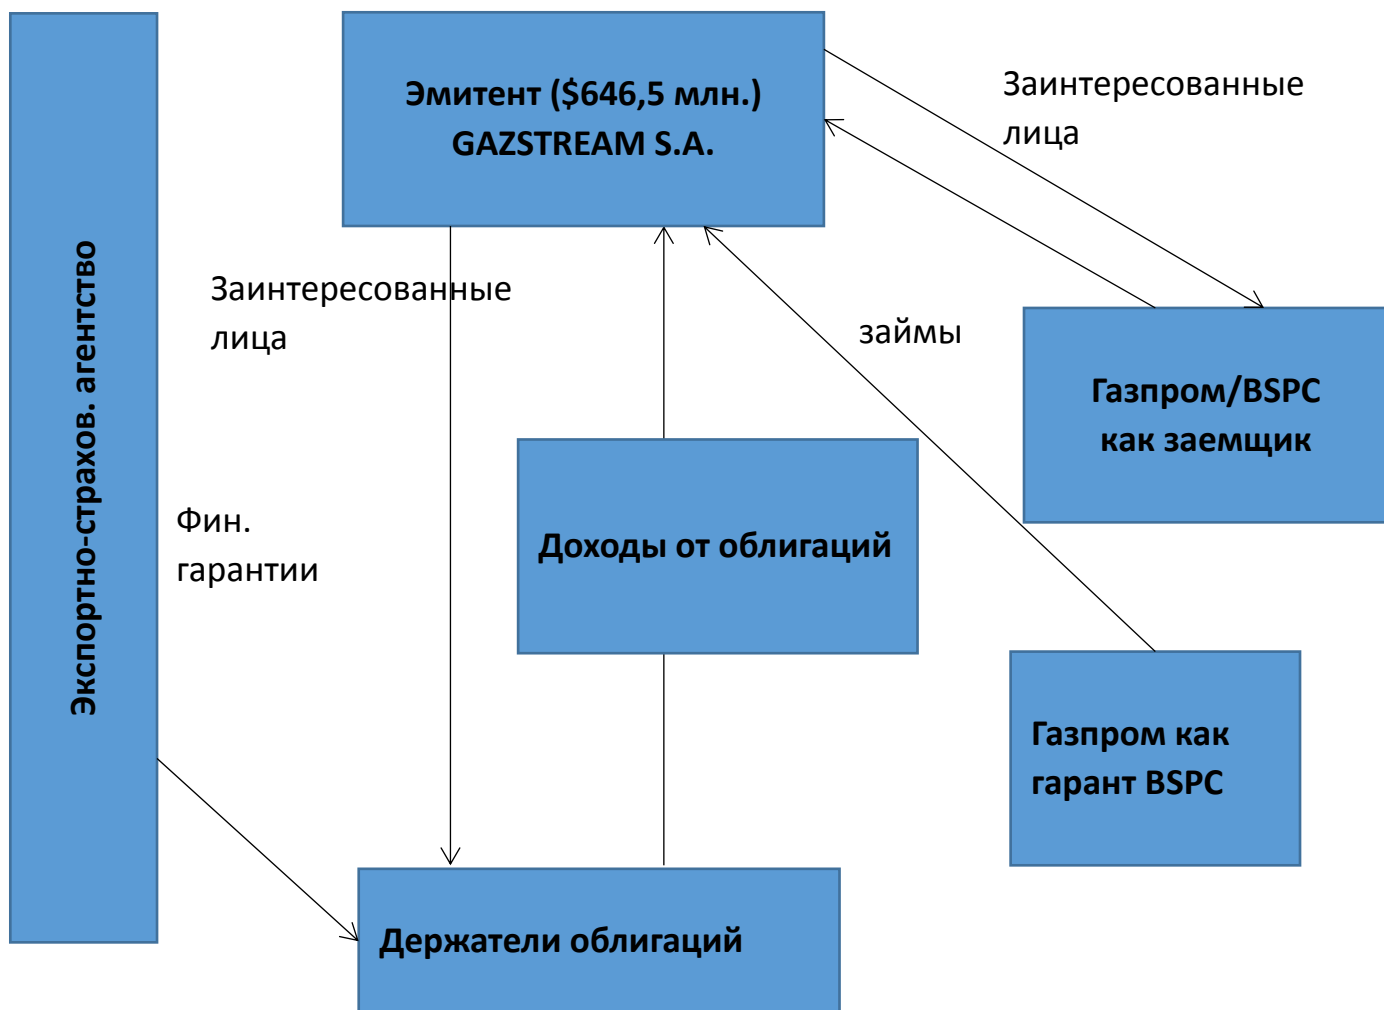 Эмитент ($646,5 млн.)
GAZSTREAM S.A.
Заинтересованные
лица
Экспортно-страхов. агентство
Заинтересованные
лица
займы
Газпром/BSPC
как заемщик
Фин.
гарантии
Доходы от облигаций
Газпром как
гарант BSPC
Держатели облигаций